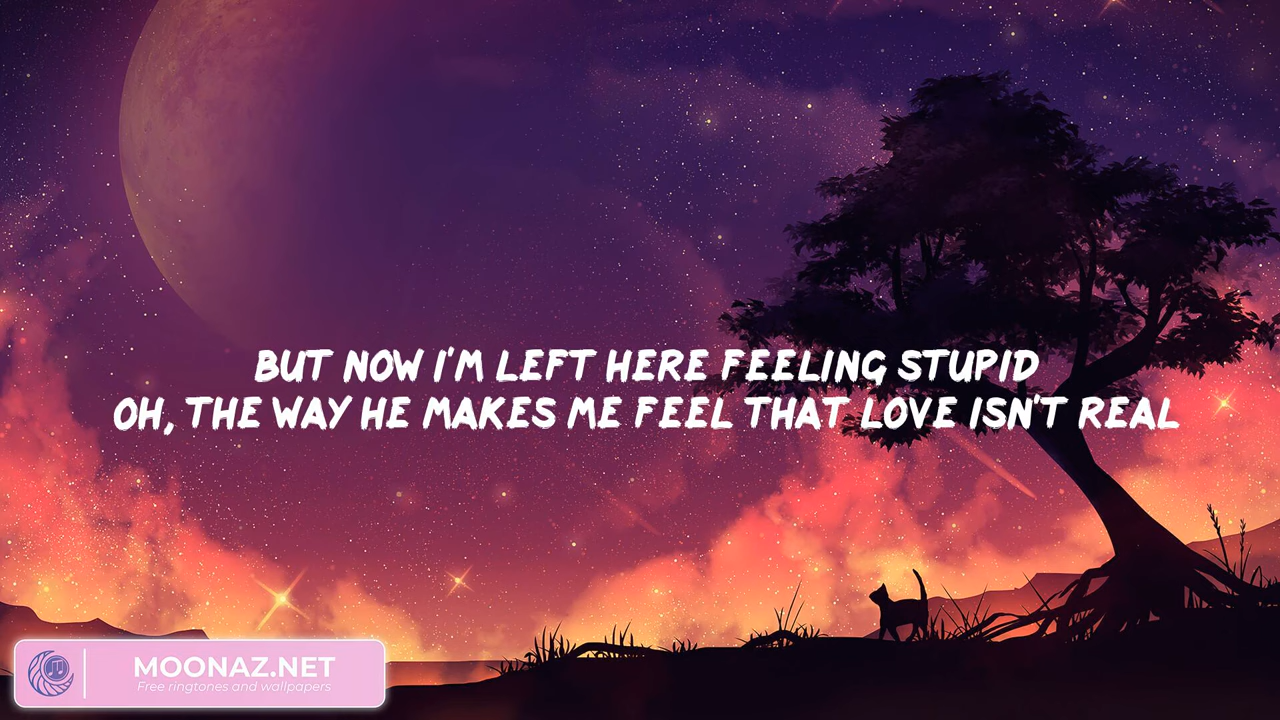 BUT NOW I'M LEFT HERE FEELING STUPID
OH, THE WAY HE MAKES ME FEEL THAT LOVE ISN'T REAL
MOONAZ.NET
Free ringtones and wallpapers